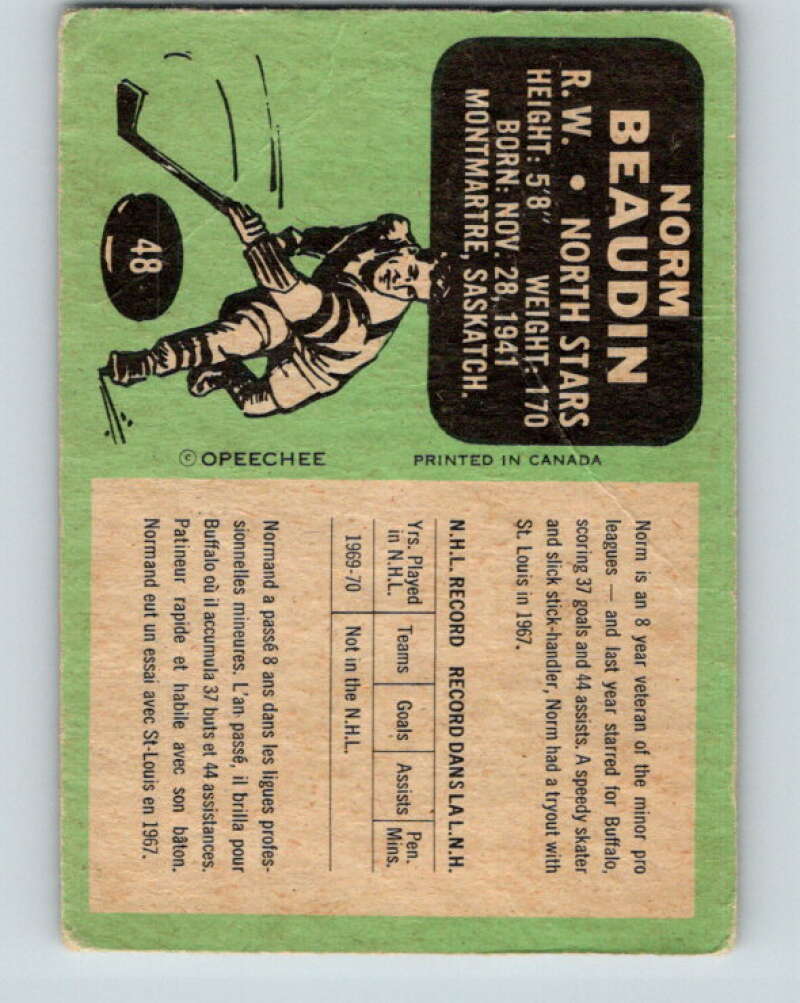 NORM
BEAUDIN
R. W. • NORTH STARS
HEIGHT: 5'8" WEIGHT: 170
BORN: NOV. 28, 1941
MONTMARTRE, SASKATCH.
48
© OPEECHEE
PRINTED IN CANADA
Norm is an 8 year veteran of the minor pro
leagues — and last year starred for Buffalo,
scoring 37 goals and 44 assists. A speedy skater
and slick stick-handler, Norm had a tryout with
St. Louis in 1967.
N.H.L. RECORD RECORD DANS LA L.N.H.
Yrs. Played in N.H.L. Teams Goals Assists Pen. Mins.
1969-70 Not in the N.H.L.
Normand a passé 8 ans dans les ligues profes-
sionnelles mineures. L'an passé, il brilla pour
Buffalo où il accumula 37 buts et 44 assistances.
Patineur rapide et habile avec son bâton.
Normand eut un essai avec St-Louis en 1967.